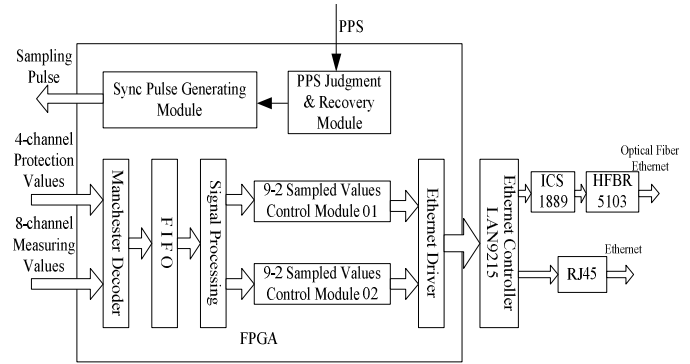 PPS
Sampling
Pulse
Sync Pulse Generating
Module
PPS Judgment
& Recovery
Module
4-channel
Protection
Values
8-channel
Measuring
Values
Manchester Decoder
FIFO
Signal Processing
9-2 Sampled Values
Control Module 01
9-2 Sampled Values
Control Module 02
Ethernet Driver
FPGA
Ethernet Controller
LAN9215
ICS
1889
HFBR
5103
Optical Fiber
Ethernet
RJ45
Ethernet